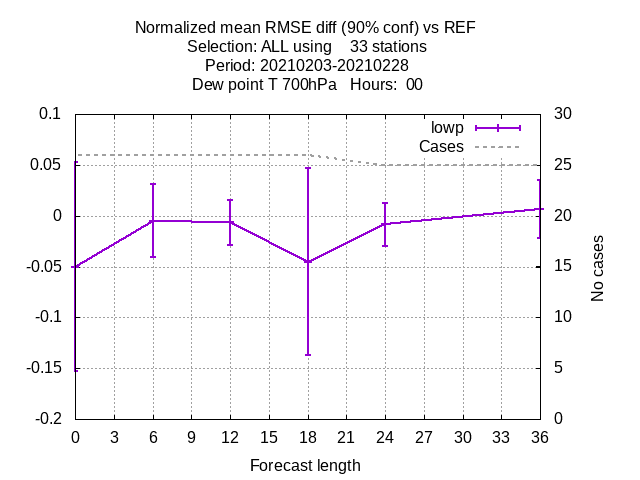 Normalized mean RMSE diff (90% conf) vs REF
Selection: ALL using    33 stations
Period: 20210203-20210228
Dew point T 700hPa   Hours:  00
lowp
Cases
0.1
0.05
0
-0.05
-0.1
-0.15
-0.2
30
25
20
15
10
5
0
No cases
0 3 6 9 12 15 18 21 24 27 30 33 36
Forecast length